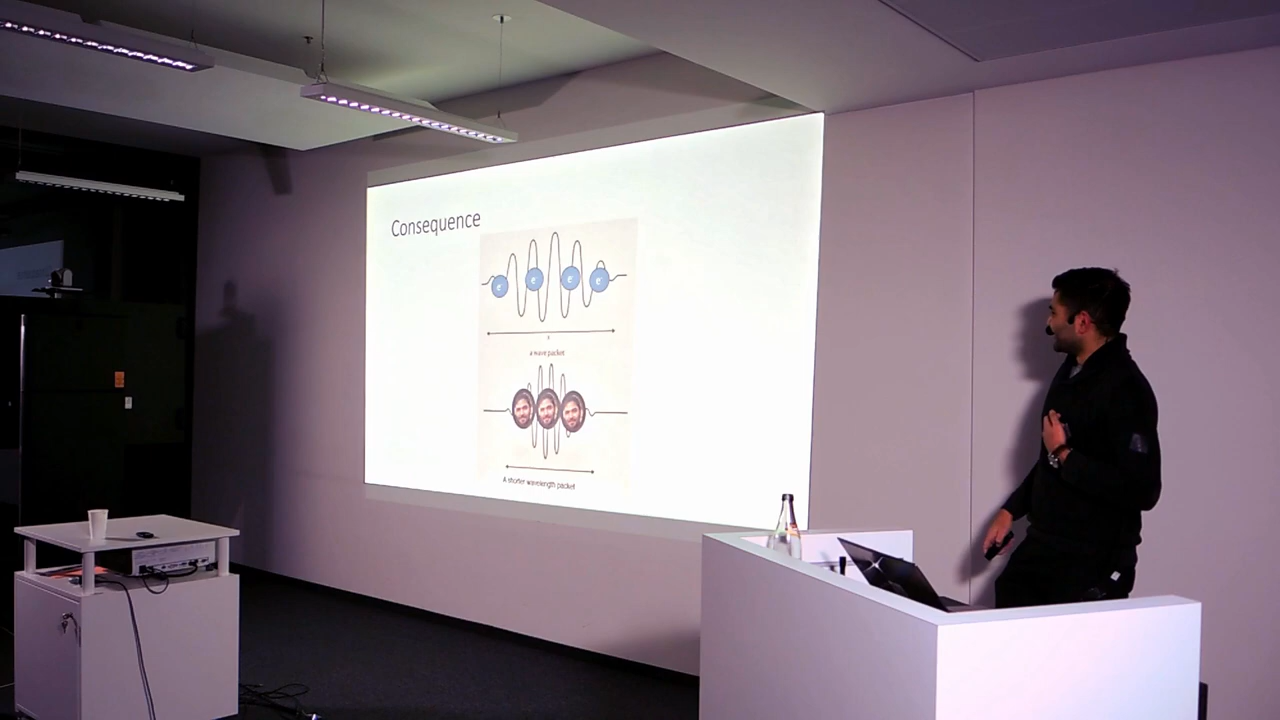 Consequence
e⁻ e⁻ e⁻ e⁻
a wave packet
A shorter wavelength packet